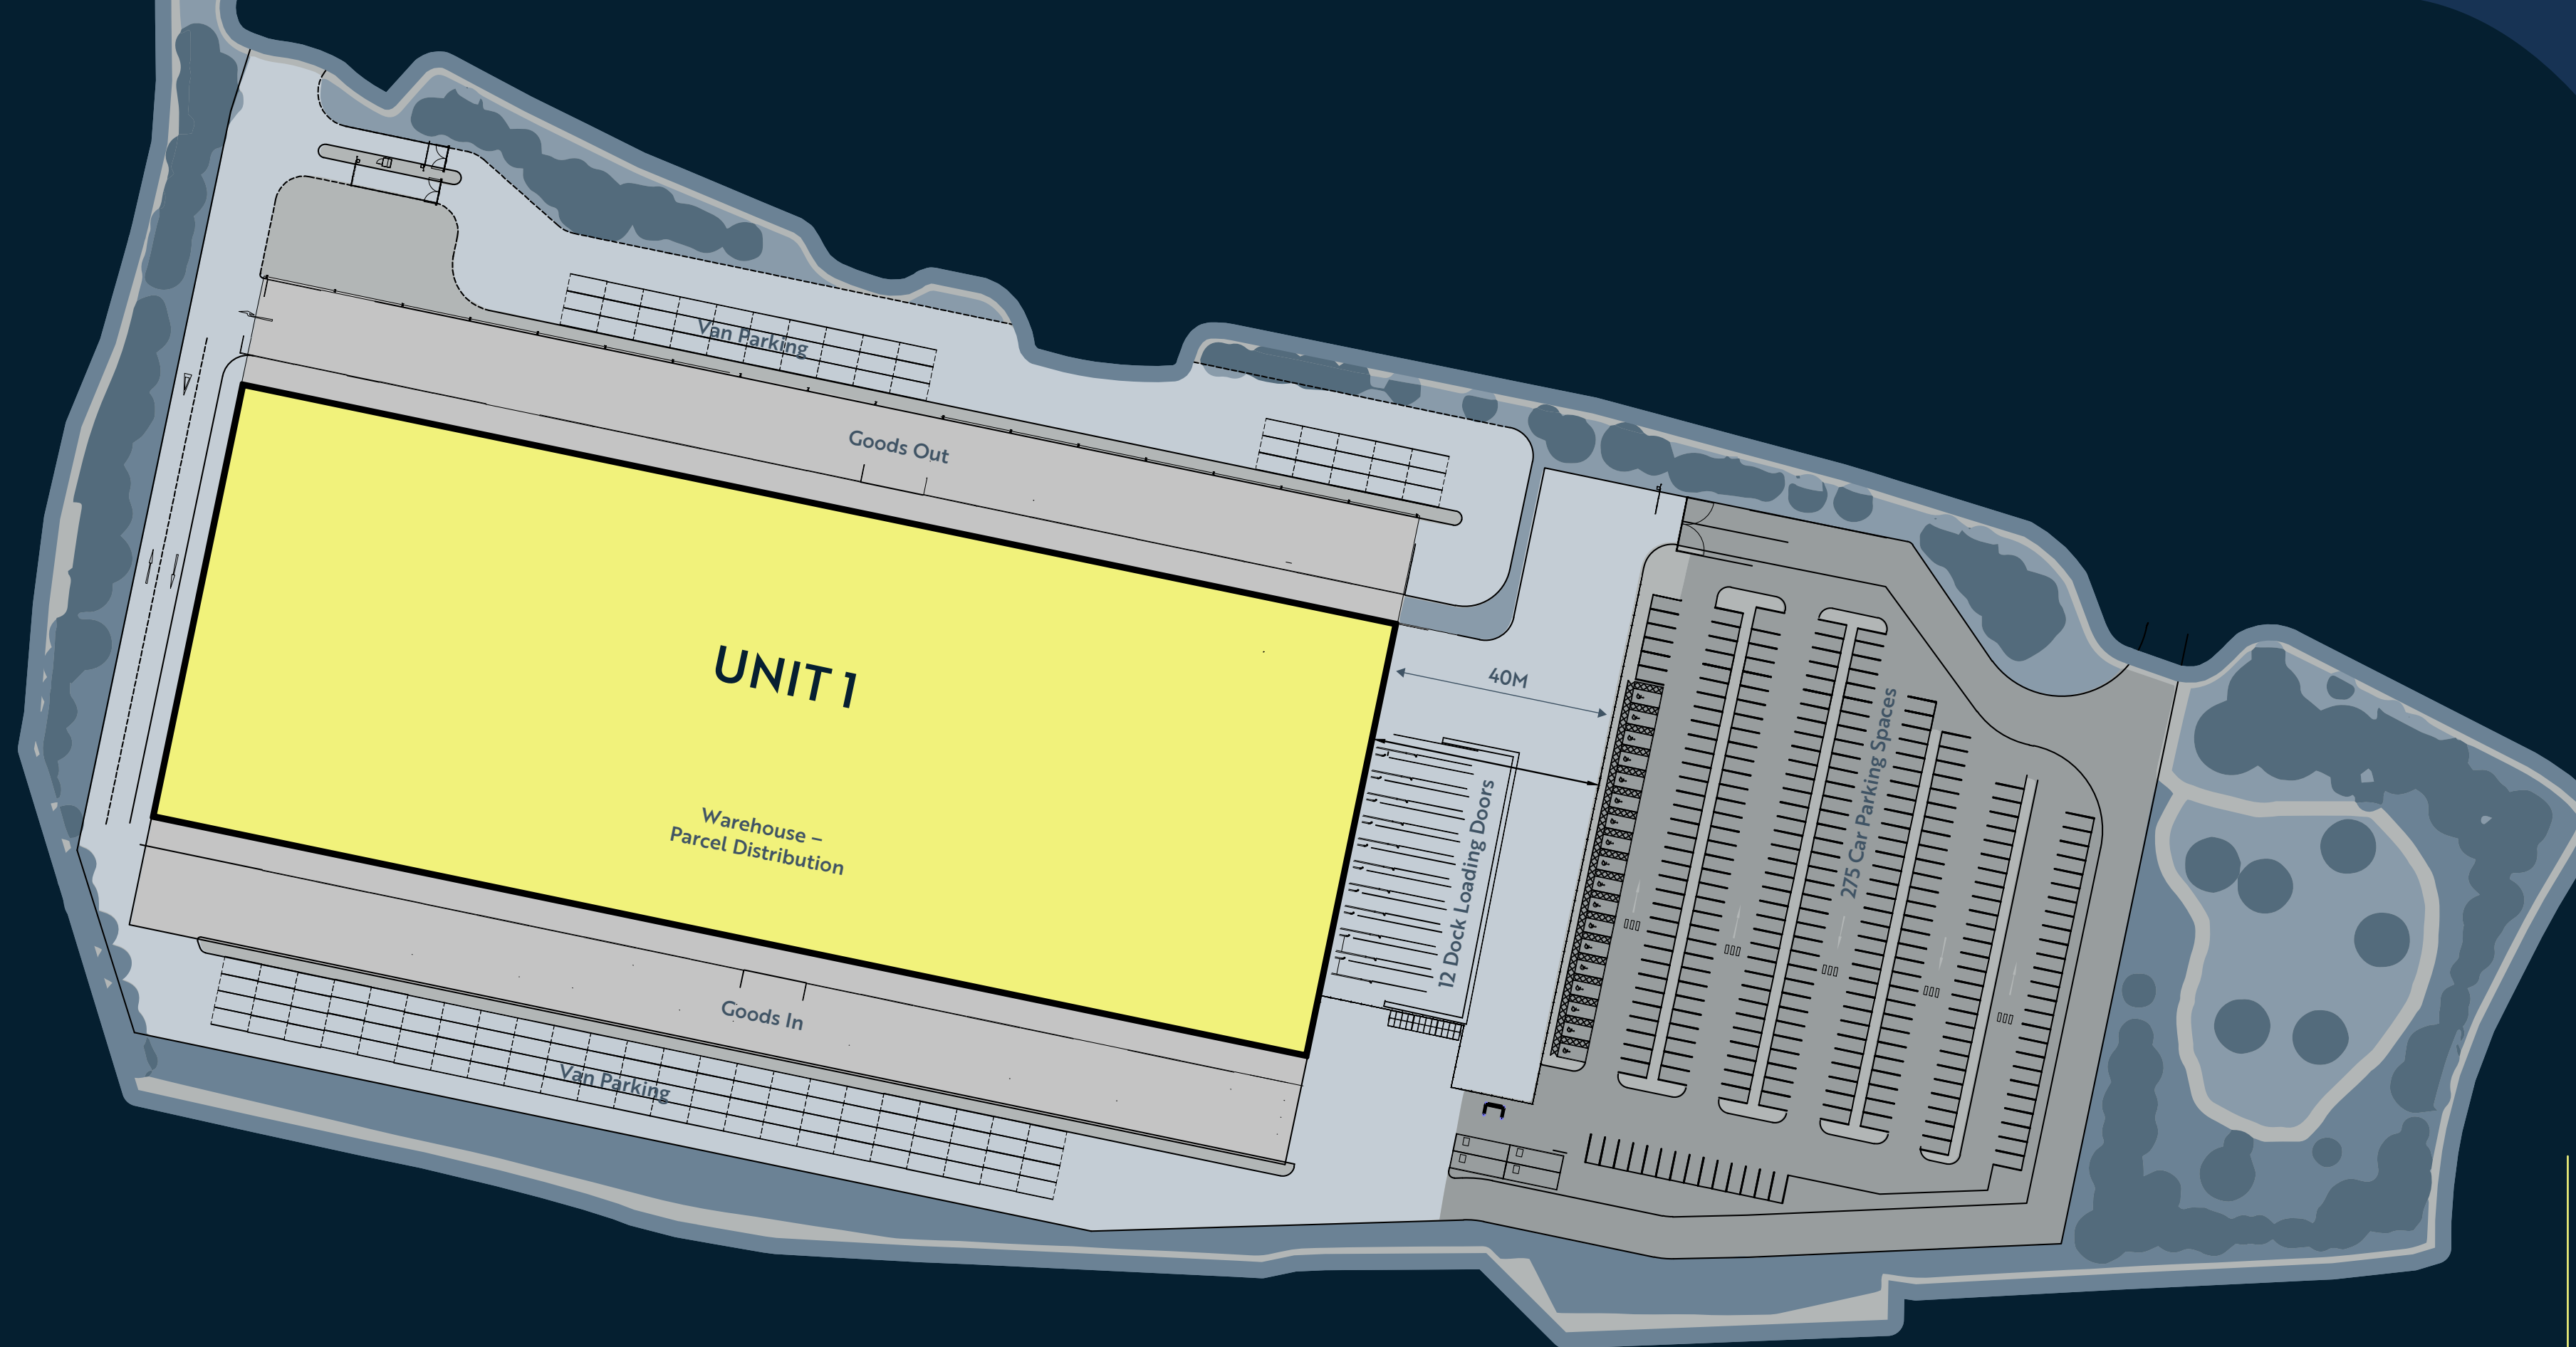 Van Parking
Goods Out
UNIT 1
40M
275 Car Parking Spaces
12 Dock Loading Doors
Warehouse –
Parcel Distribution
Goods In
Van Parking